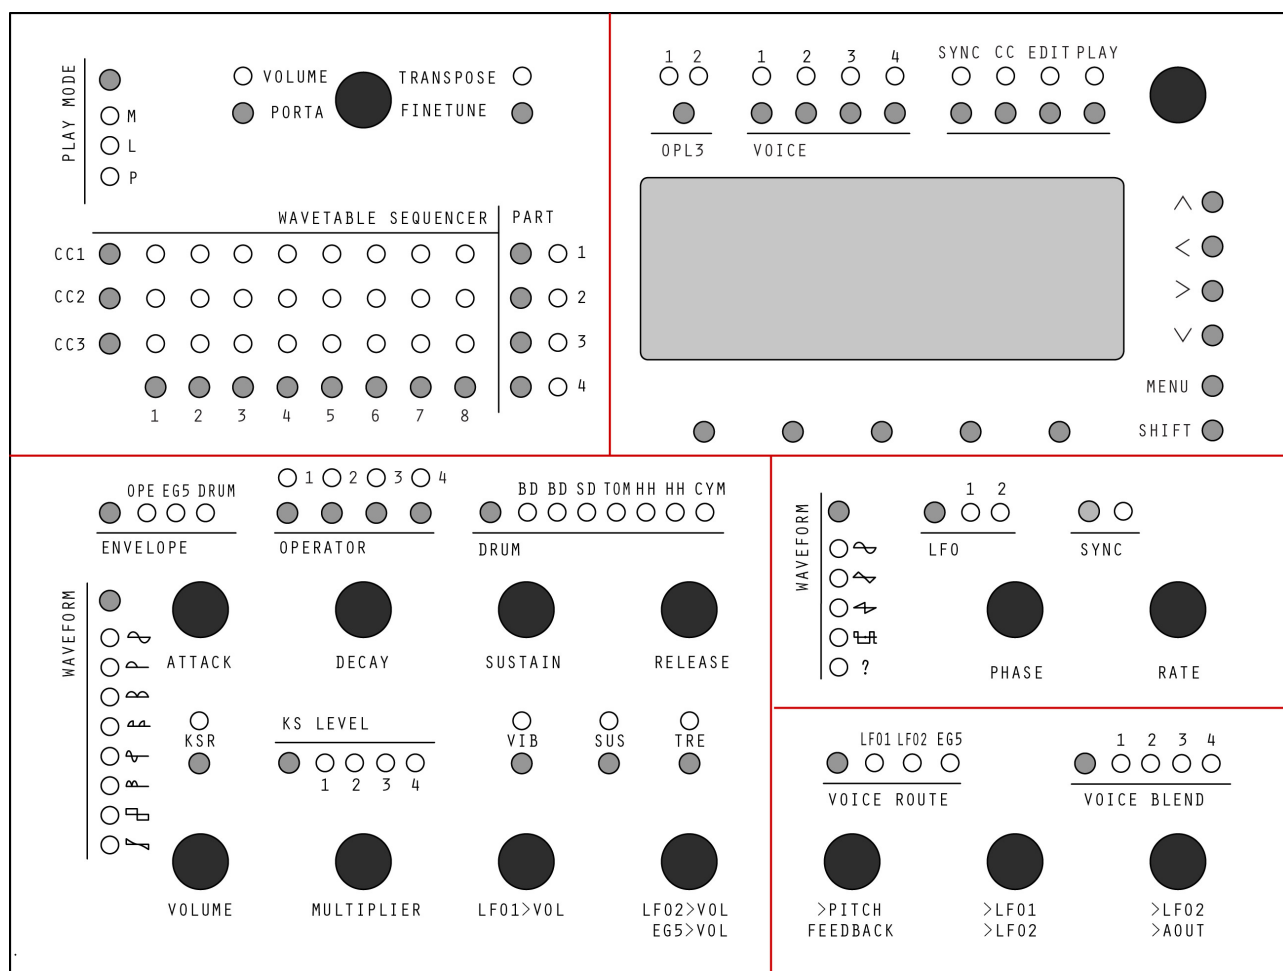 PLAY MODE
M
L
P
VOLUME
PORTA
TRANSPOSE
FINETUNE
WAVETABLE SEQUENCER
PART
CC1
CC2
CC3
1
2
3
4
1 2 3 4 5 6 7 8
1 2
OPL3
1 2 3 4
VOICE
SYNC CC EDIT PLAY
MENU
SHIFT
OPE EG5 DRUM
ENVELOPE
1 2 3 4
OPERATOR
BD BD SD TOM HH HH CYM
DRUM
WAVEFORM
ATTACK
DECAY
SUSTAIN
RELEASE
KSR
KS LEVEL
1 2 3 4
VIB
SUS
TRE
VOLUME
MULTIPLIER
LFO1>VOL
LFO2>VOL
EG5>VOL
WAVEFORM
?
1 2
LFO
SYNC
PHASE
RATE
LFO1 LFO2 EG5
VOICE ROUTE
1 2 3 4
VOICE BLEND
>PITCH
FEEDBACK
>LFO1
>LFO2
>LFO2
>AOUT